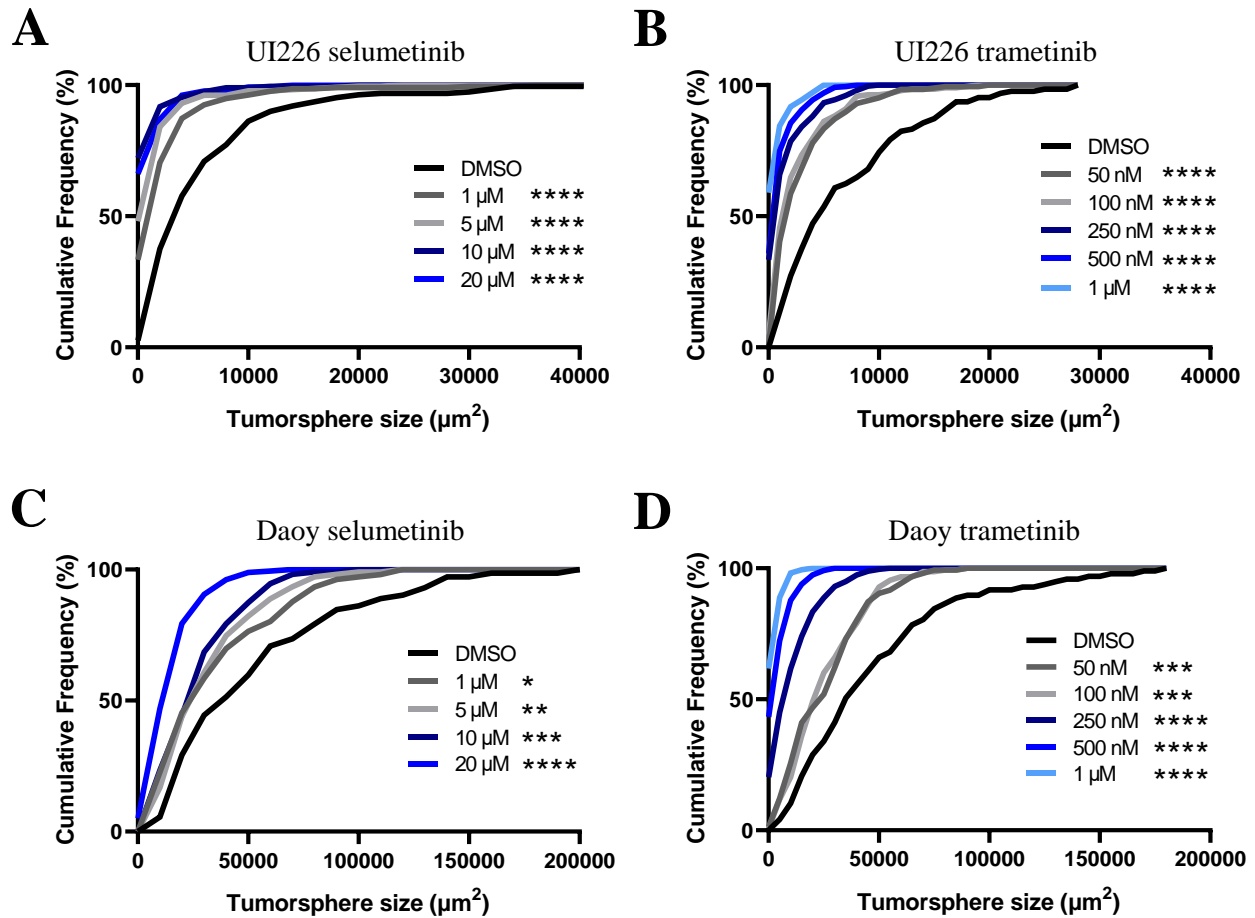 A
UI226 selumetinib
Cumulative Frequency (%)
100
50
0
DMSO
1 µM ****
5 µM ****
10 µM ****
20 µM ****
0 10000 20000 30000 40000
Tumorsphere size (µm²)
B
UI226 trametinib
Cumulative Frequency (%)
100
50
0
DMSO
50 nM ****
100 nM ****
250 nM ****
500 nM ****
1 µM ****
0 10000 20000 30000 40000
Tumorsphere size (µm²)
C
Daoy selumetinib
Cumulative Frequency (%)
100
50
0
DMSO
1 µM *
5 µM **
10 µM ***
20 µM ****
0 50000 100000 150000 200000
Tumorsphere size (µm²)
D
Daoy trametinib
Cumulative Frequency (%)
100
50
0
DMSO
50 nM ***
100 nM ***
250 nM ****
500 nM ****
1 µM ****
0 50000 100000 150000 200000
Tumorsphere size (µm²)